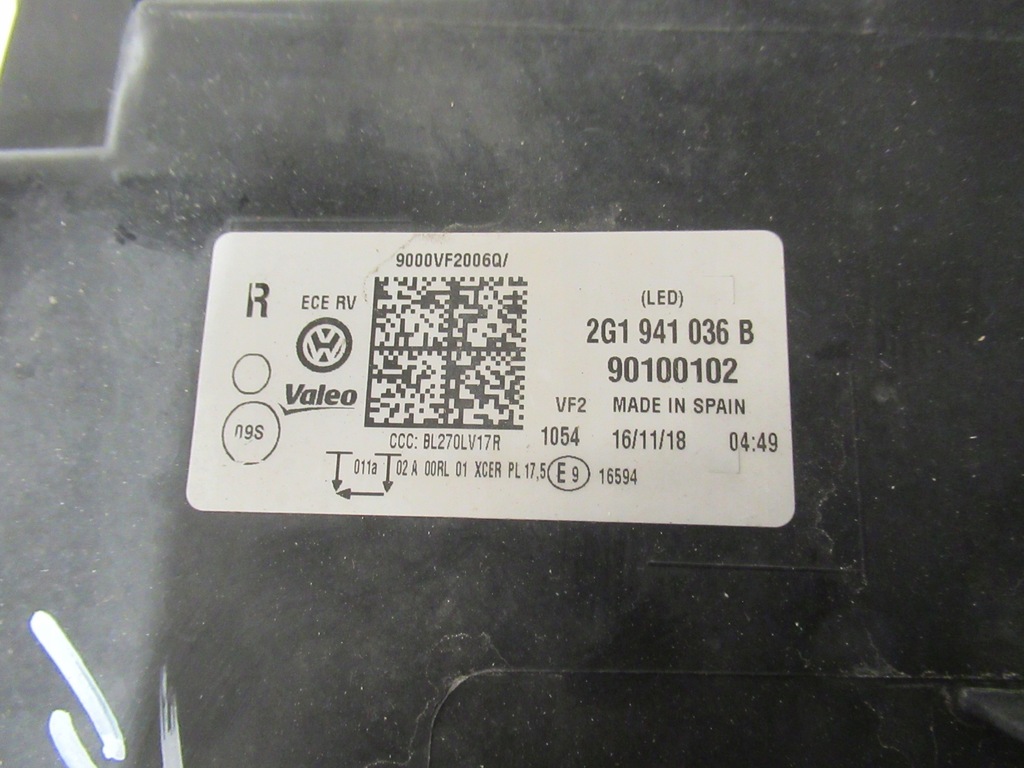 9000VF2006Q/
R
ECE RV
(LED)
VW
2G1 941 036 B
90100102
Valeo
VF2 MADE IN SPAIN
09S
CCC: BL270LV17R
1054 16/11/18 04:49
011a 02 A 00RL 01 XCER PL 17,5 E 9 16594